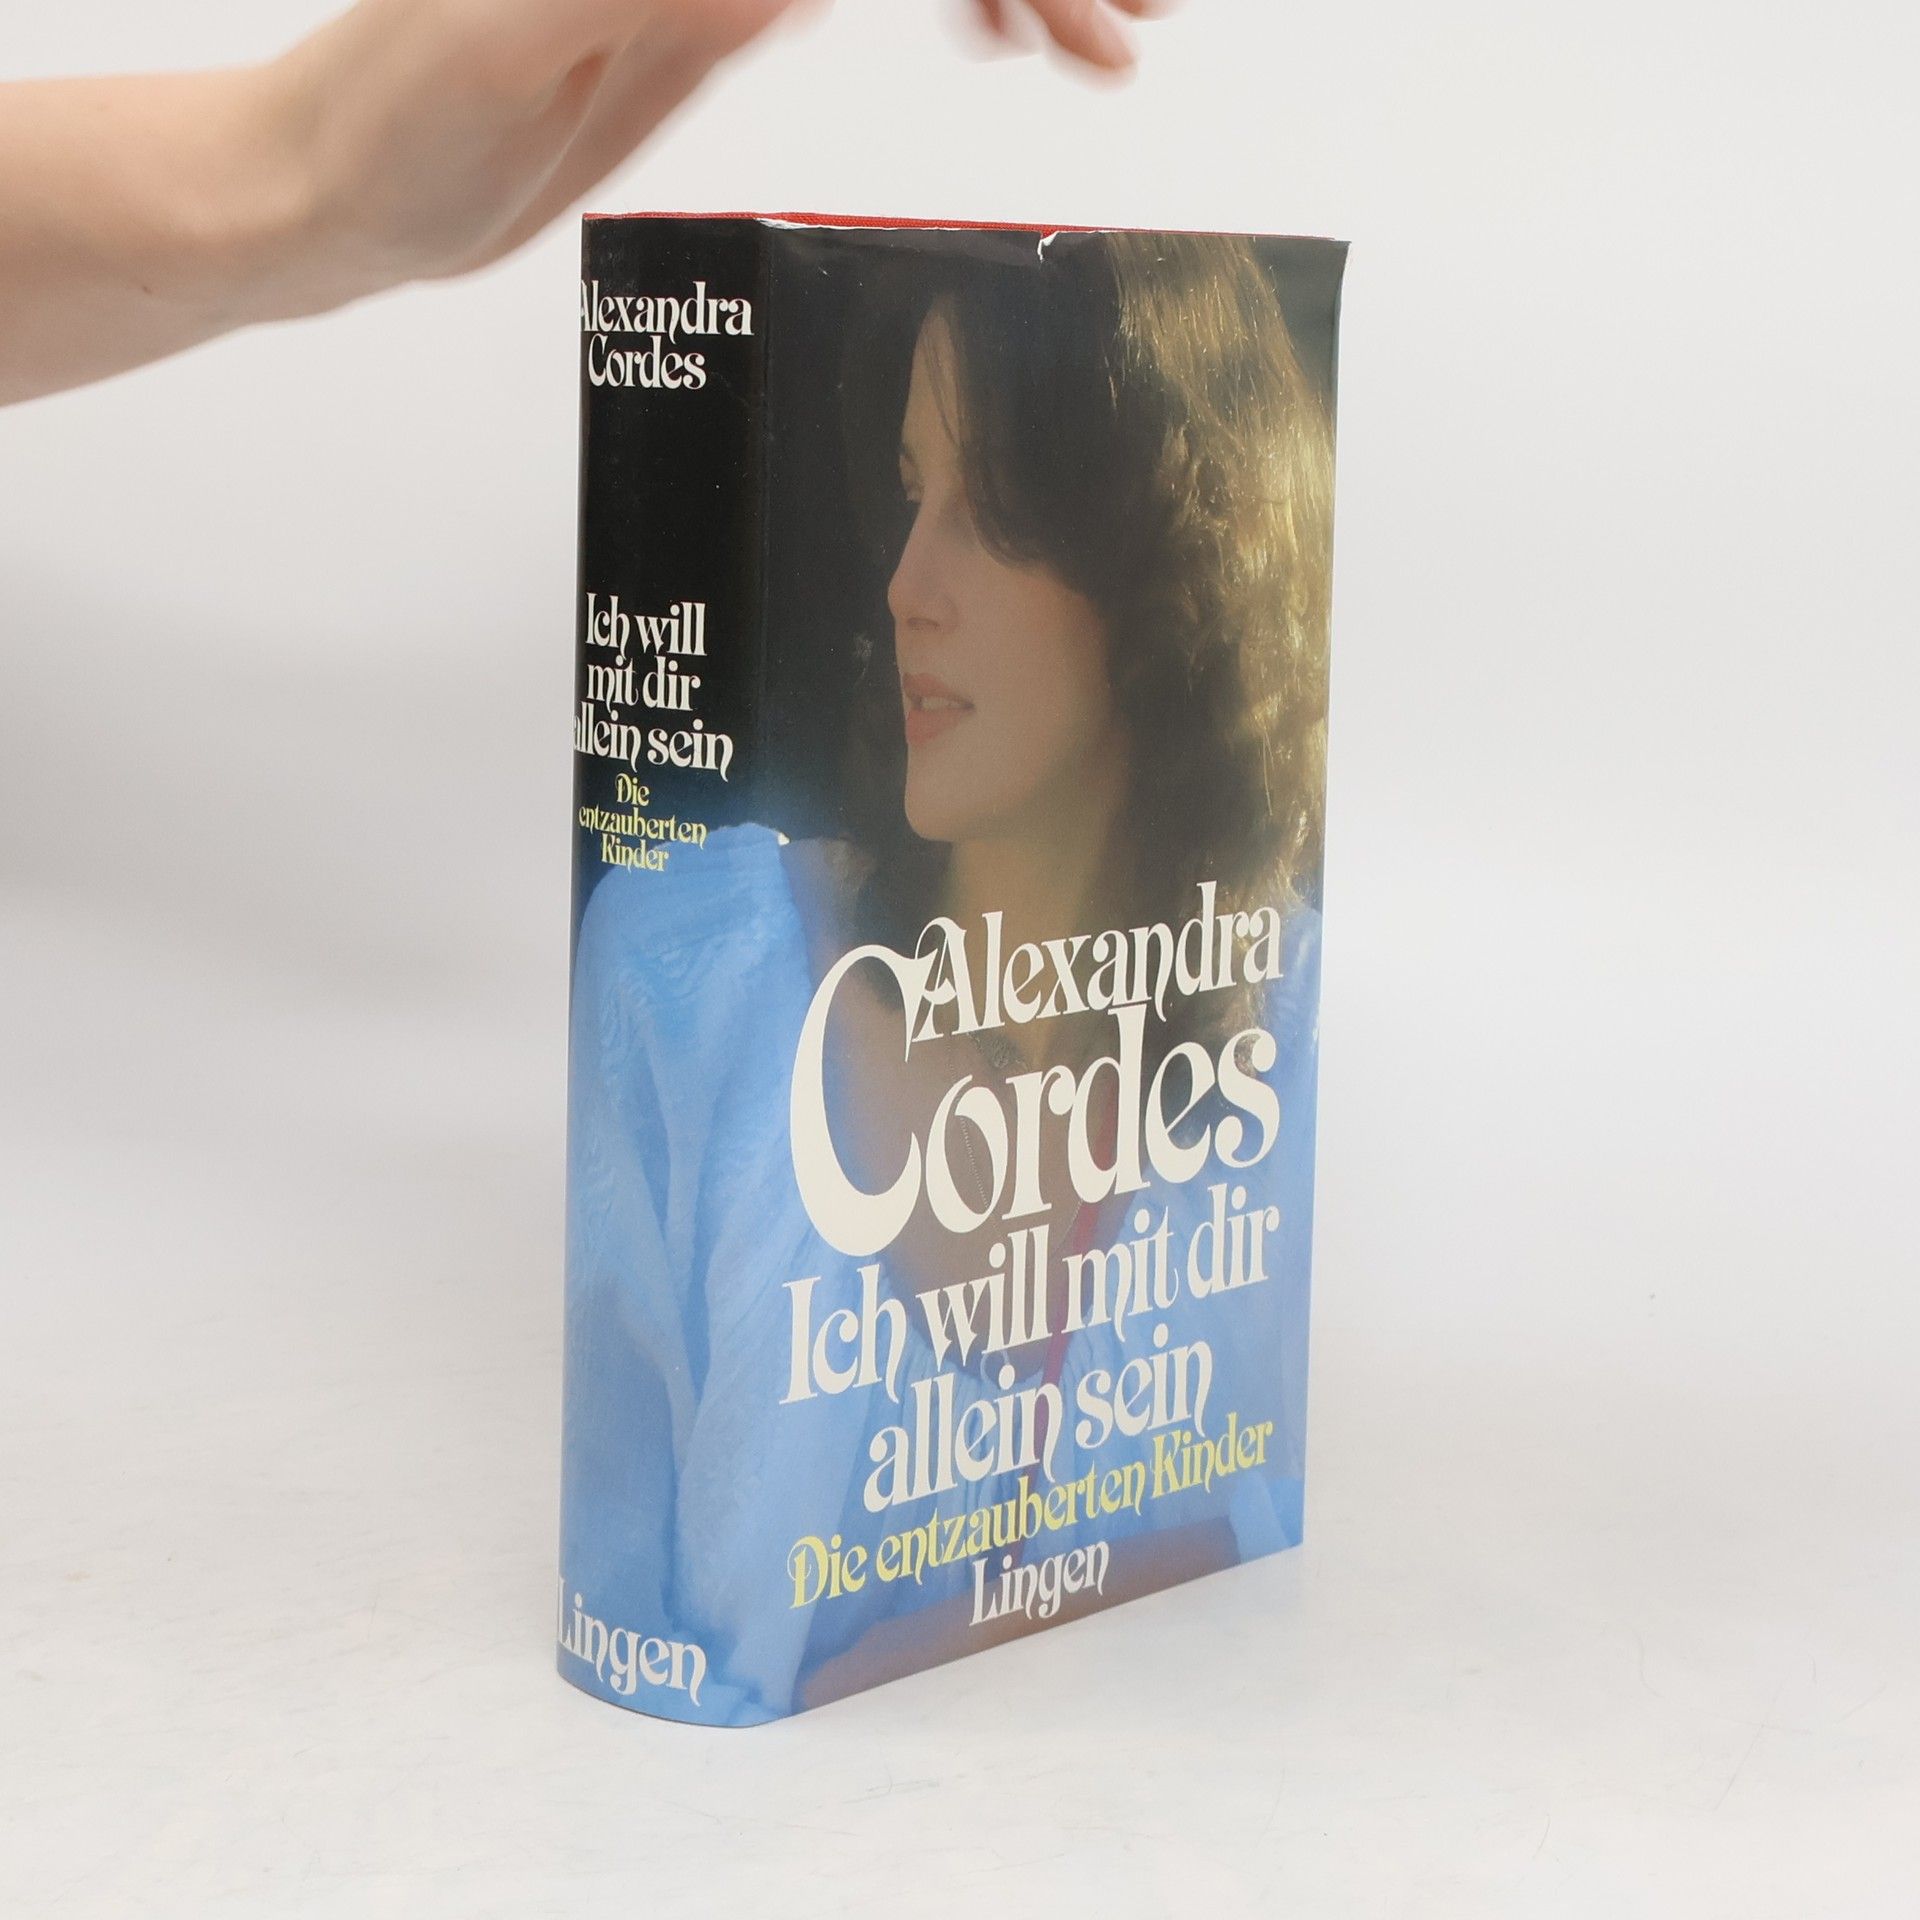 Alexandra
Cordes
Ich will
mit dir
allein sein
Die
entzauberten
Kinder
Lingen
Alexandra
Cordes
Ich will mit dir
allein sein
Die entzauberten Kinder
Lingen